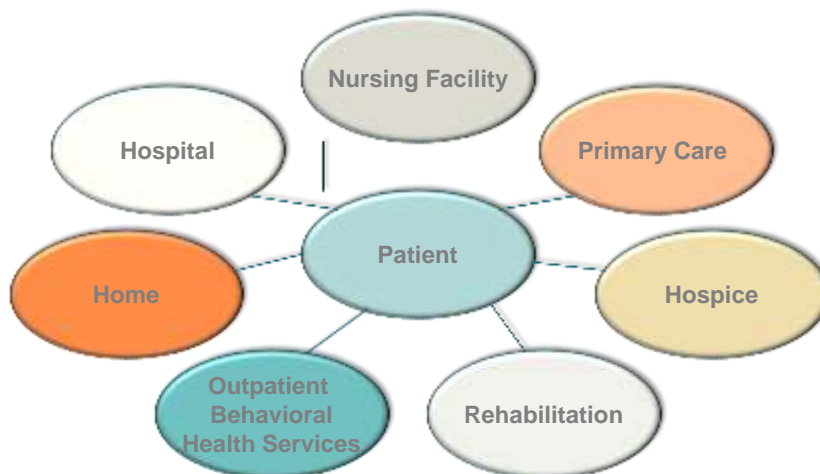 Nursing Facility
Hospital
Primary Care
Patient
Home
Hospice
Outpatient
Behavioral
Health Services
Rehabilitation